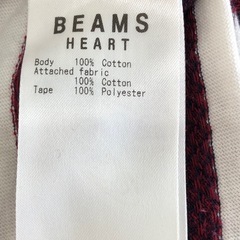 BEAMS
HEART
Body 100% Cotton
Attached fabric
100% Cotton
Tape 100% Polyester